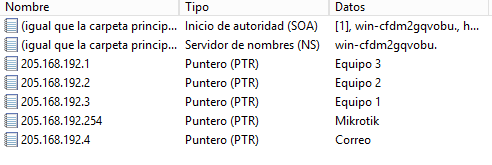 Nombre Tipo Datos
(igual que la carpeta princip... Inicio de autoridad (SOA) [1], win-cfdm2gqvobu., h...
(igual que la carpeta princip... Servidor de nombres (NS) win-cfdm2gqvobu.
205.168.192.1 Puntero (PTR) Equipo 3
205.168.192.2 Puntero (PTR) Equipo 2
205.168.192.3 Puntero (PTR) Equipo 1
205.168.192.254 Puntero (PTR) Mikrotik
205.168.192.4 Puntero (PTR) Correo